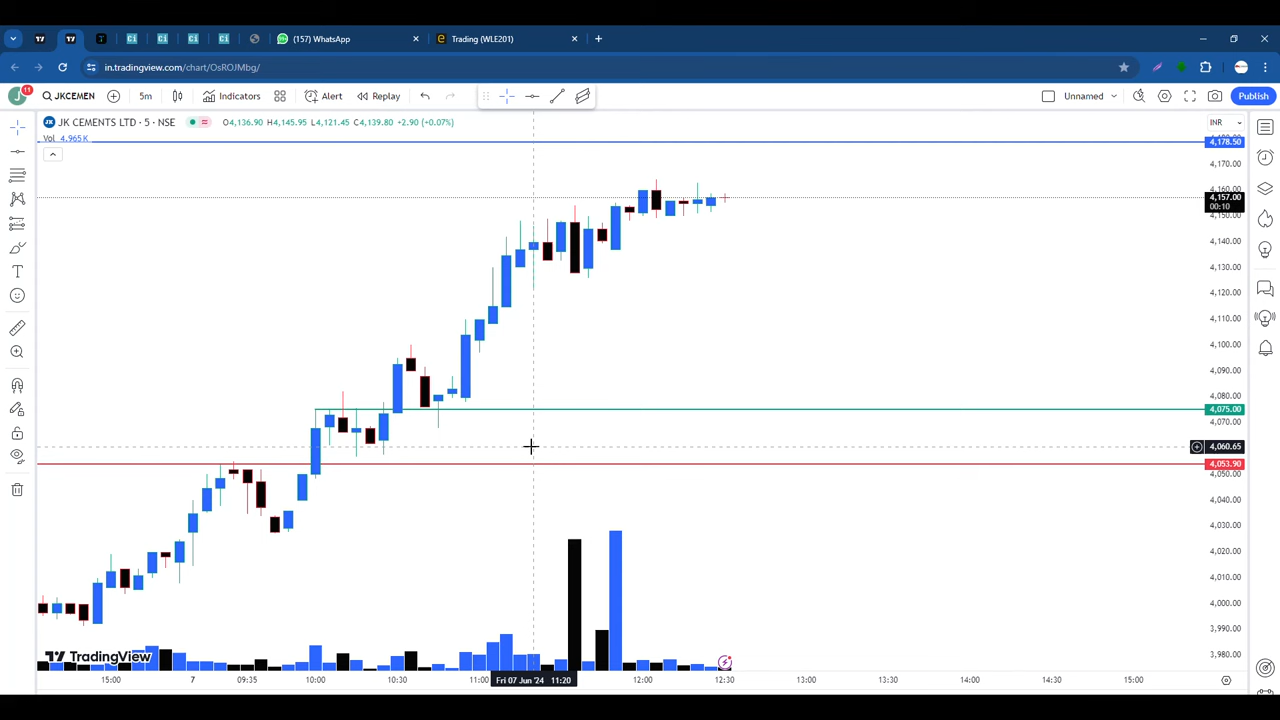 (157) WhatsApp
Trading (WLE201)
in.tradingview.com/chart/OsROJMbg/
J
11
JKCEMEN
5m
Indicators
Alert
Replay
Unnamed
Publish
JK CEMENTS LTD · 5 · NSE
O4,136.90 H4,145.95 L4,121.45 C4,139.80 +2.90 (+0.07%)
INR
Vol 4.965K
4,178.50
4,170.00
4,160.00
4,157.00
00:10
4,150.00
4,140.00
4,130.00
4,120.00
4,110.00
4,100.00
4,090.00
4,080.00
4,075.00
4,070.00
4,060.65
4,053.90
4,050.00
4,040.00
4,030.00
4,020.00
4,010.00
4,000.00
3,990.00
3,980.00
TradingView
15:00
7
09:35
10:00
10:30
11:00
Fri 07 Jun '24 11:20
12:00
12:30
13:00
13:30
14:00
14:30
15:00